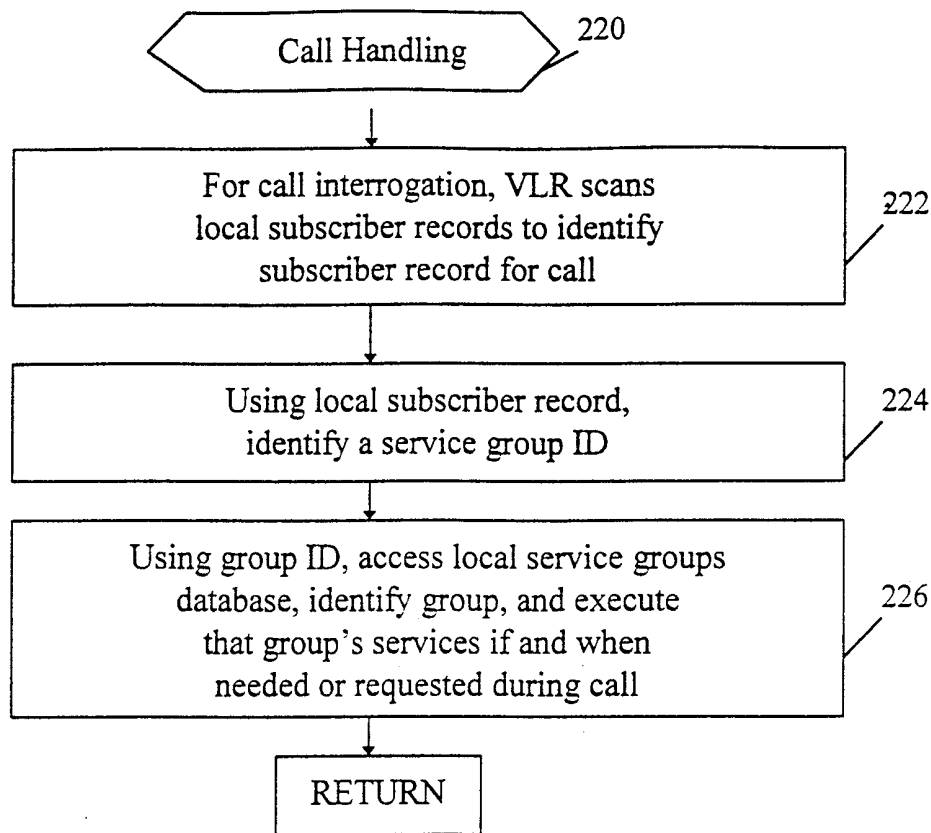 Call Handling
220
For call interrogation, VLR scans
local subscriber records to identify
subscriber record for call
222
Using local subscriber record,
identify a service group ID
224
Using group ID, access local service groups
database, identify group, and execute
that group's services if and when
needed or requested during call
226
RETURN